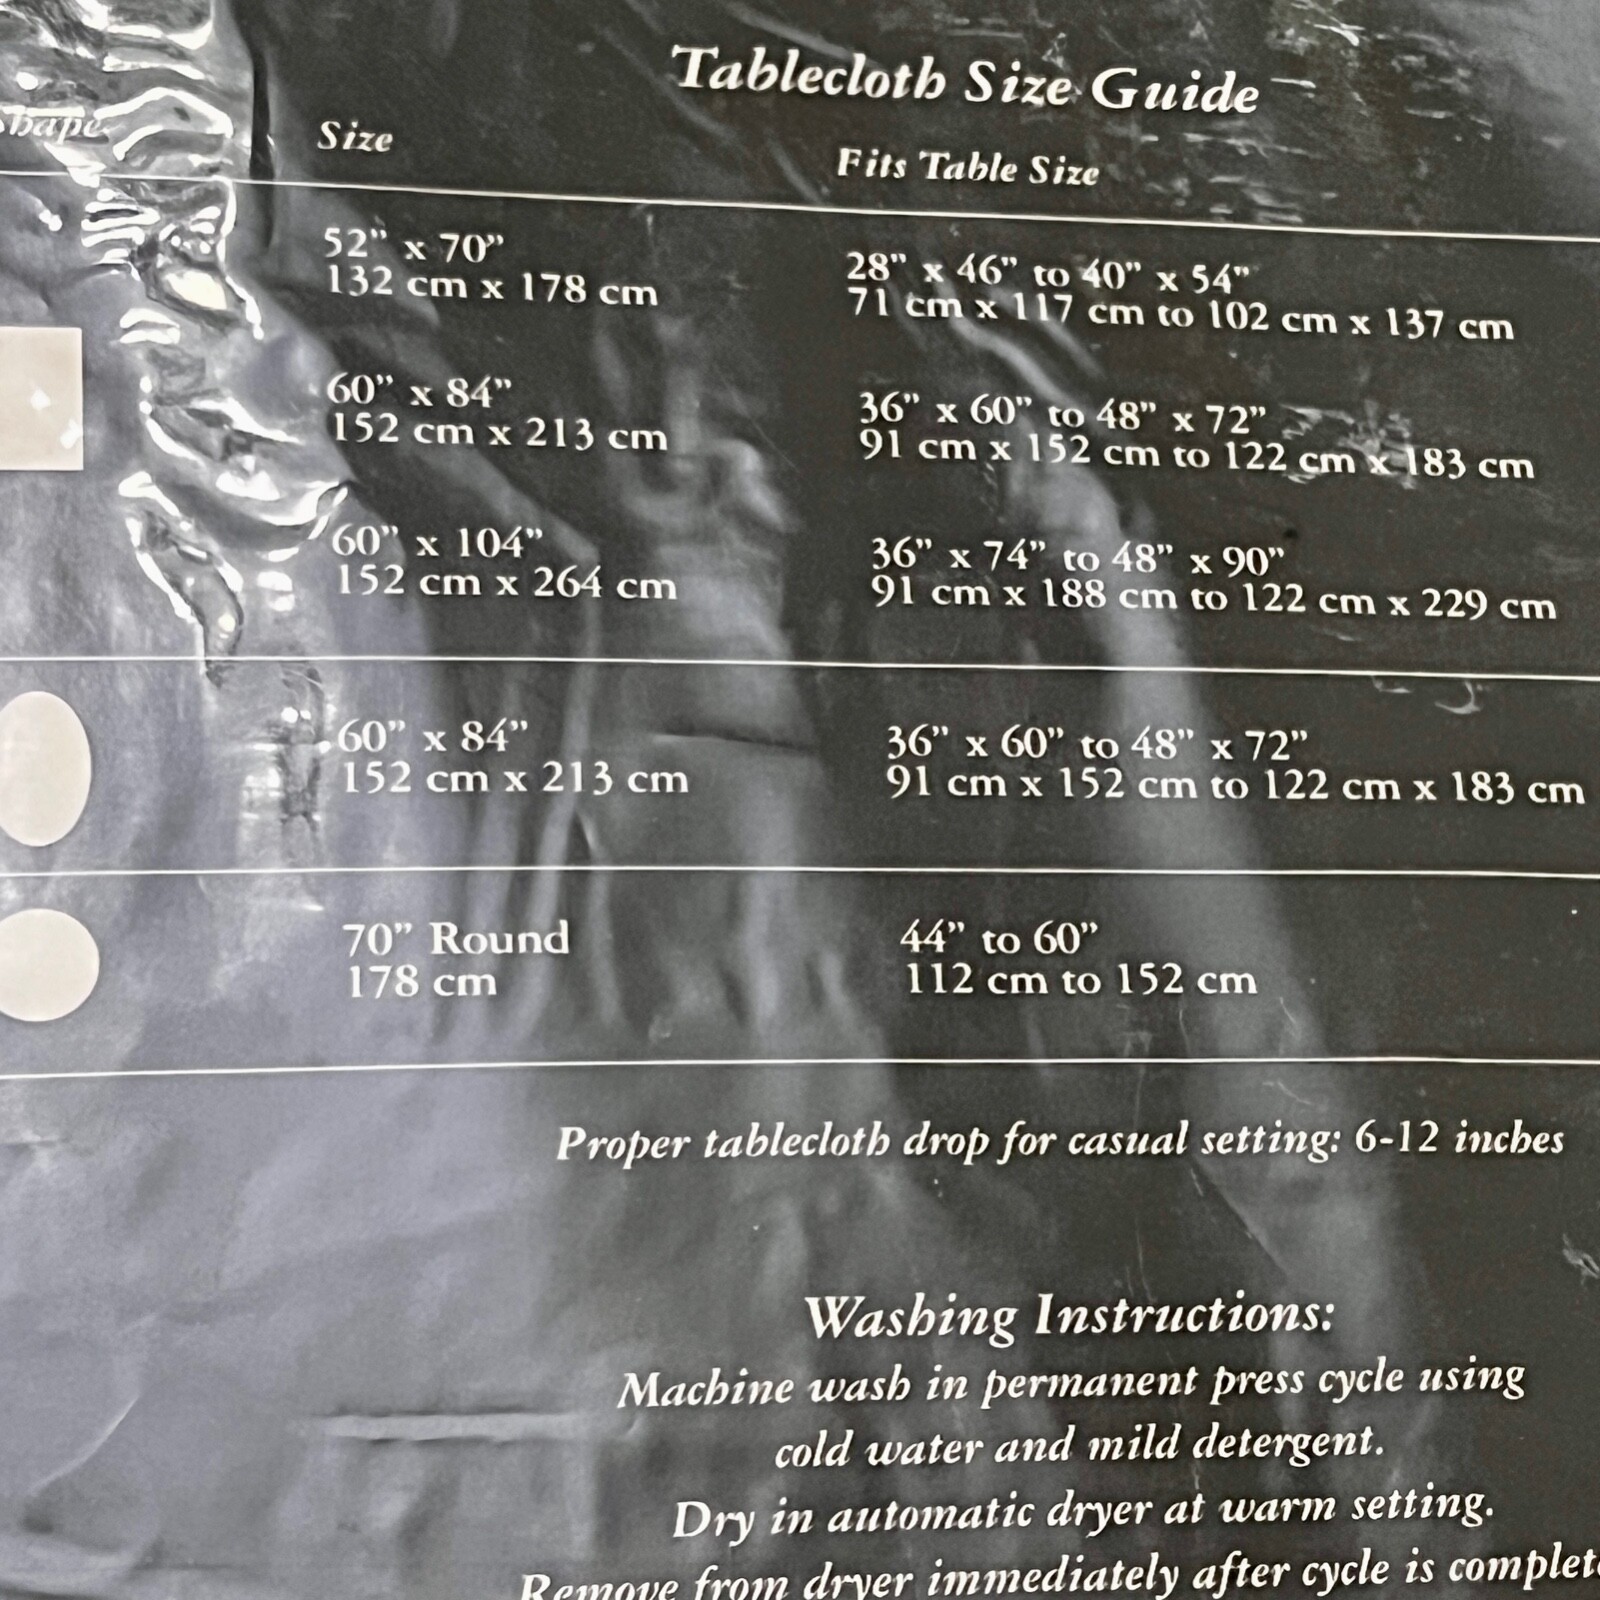 Tablecloth Size Guide
Shape Size Fits Table Size
52” x 70” 28” x 46” to 40” x 54”
132 cm x 178 cm 71 cm x 117 cm to 102 cm x 137 cm
60” x 84” 36” x 60” to 48” x 72”
152 cm x 213 cm 91 cm x 152 cm to 122 cm x 183 cm
60” x 104” 36” x 74” to 48” x 90”
152 cm x 264 cm 91 cm x 188 cm to 122 cm x 229 cm
60” x 84” 36” x 60” to 48” x 72”
152 cm x 213 cm 91 cm x 152 cm to 122 cm x 183 cm
70” Round 44” to 60”
178 cm 112 cm to 152 cm
Proper tablecloth drop for casual setting: 6-12 inches
Washing Instructions:
Machine wash in permanent press cycle using
cold water and mild detergent.
Dry in automatic dryer at warm setting.
Remove from dryer immediately after cycle is complete